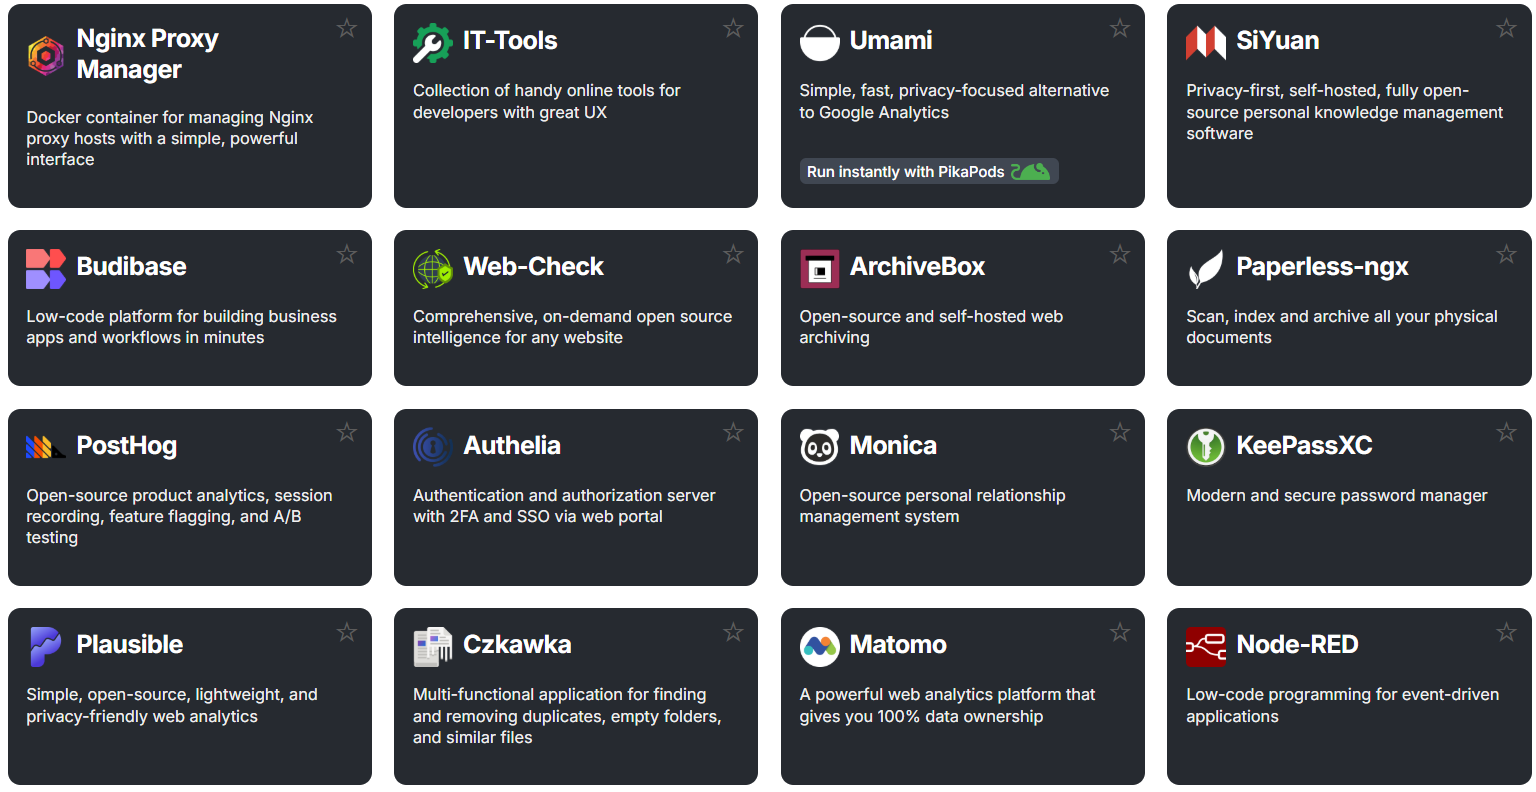 Nginx Proxy
Manager
Docker container for managing Nginx
proxy hosts with a simple, powerful
interface
IT-Tools
Collection of handy online tools for
developers with great UX
Umami
Simple, fast, privacy-focused alternative
to Google Analytics
Run instantly with PikaPods
SiYuan
Privacy-first, self-hosted, fully open-
source personal knowledge management
software
Budibase
Low-code platform for building business
apps and workflows in minutes
Web-Check
Comprehensive, on-demand open source
intelligence for any website
ArchiveBox
Open-source and self-hosted web
archiving
Paperless-ngx
Scan, index and archive all your physical
documents
PostHog
Open-source product analytics, session
recording, feature flagging, and A/B
testing
Authelia
Authentication and authorization server
with 2FA and SSO via web portal
Monica
Open-source personal relationship
management system
KeePassXC
Modern and secure password manager
Plausible
Simple, open-source, lightweight, and
privacy-friendly web analytics
Czkawka
Multi-functional application for finding
and removing duplicates, empty folders,
and similar files
Matomo
A powerful web analytics platform that
gives you 100% data ownership
Node-RED
Low-code programming for event-driven
applications